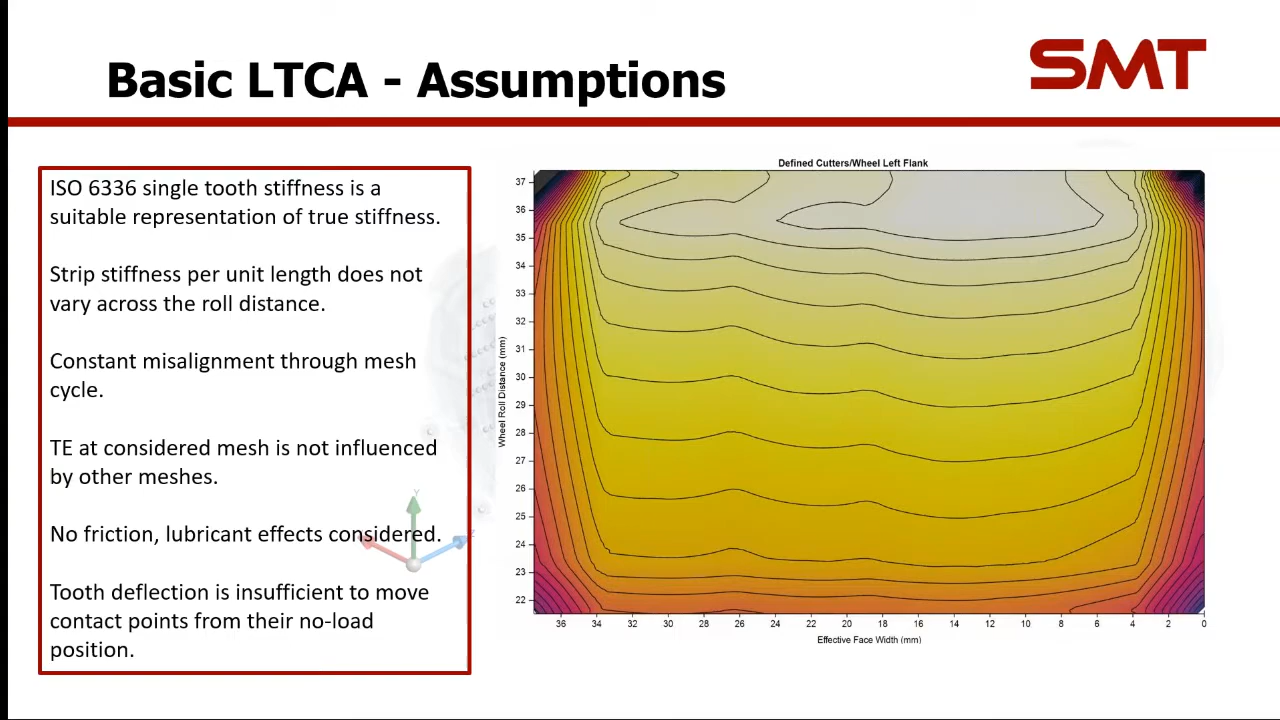 Basic LTCA - Assumptions
SMT
ISO 6336 single tooth stiffness is a
suitable representation of true stiffness.
Strip stiffness per unit length does not
vary across the roll distance.
Constant misalignment through mesh
cycle.
TE at considered mesh is not influenced
by other meshes.
No friction, lubricant effects considered.
Tooth deflection is insufficient to move
contact points from their no-load
position.
Defined Cutters/Wheel Left Flank
Wheel Roll Distance (mm)
37
36
35
34
33
32
31
30
29
28
27
26
25
24
23
22
36 34 32 30 28 26 24 22 20 18 16 14 12 10 8 6 4 2 0
Effective Face Width (mm)
Y